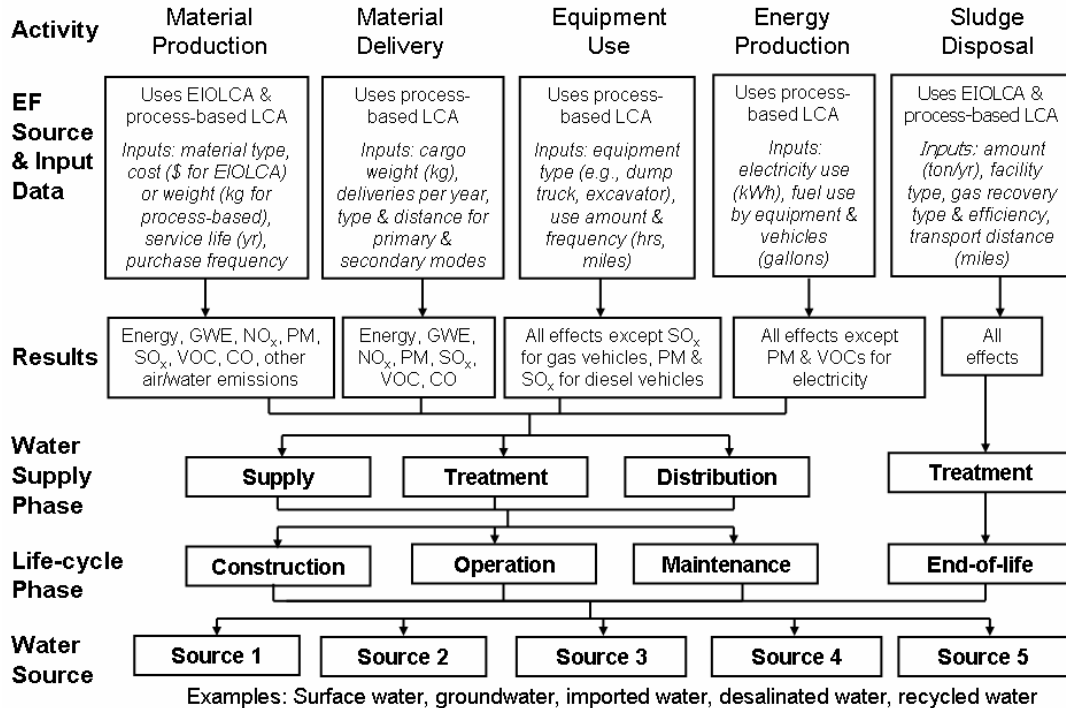 Activity
Material
Production
Material
Delivery
Equipment
Use
Energy
Production
Sludge
Disposal
EF
Source
& Input
Data
Uses EIOLCA &
process-based LCA
Inputs: material type,
cost ($ for EIOLCA)
or weight (kg for
process-based),
service life (yr),
purchase frequency
Uses process-
based LCA
Inputs: cargo
weight (kg),
deliveries per year,
type & distance for
primary &
secondary modes
Uses process-
based LCA
Inputs: equipment
type (e.g., dump
truck, excavator),
use amount &
frequency (hrs,
miles)
Uses process-
based LCA
Inputs:
electricity use
(kWh), fuel use
by equipment &
vehicles
(gallons)
Uses EIOLCA &
process-based LCA
Inputs: amount
(ton/yr), facility
type, gas recovery
type & efficiency,
transport distance
(miles)
Results
Energy, GWE, NOx, PM,
SOx, VOC, CO, other
air/water emissions
Energy, GWE,
NOx, PM, SOx,
VOC, CO
All effects except SOx
for gas vehicles, PM &
SOx for diesel vehicles
All effects except
PM & VOCs for
electricity
All
effects
Water
Supply
Phase
Supply
Treatment
Distribution
Treatment
Life-cycle
Phase
Construction
Operation
Maintenance
End-of-life
Water
Source
Source 1
Source 2
Source 3
Source 4
Source 5
Examples: Surface water, groundwater, imported water, desalinated water, recycled water